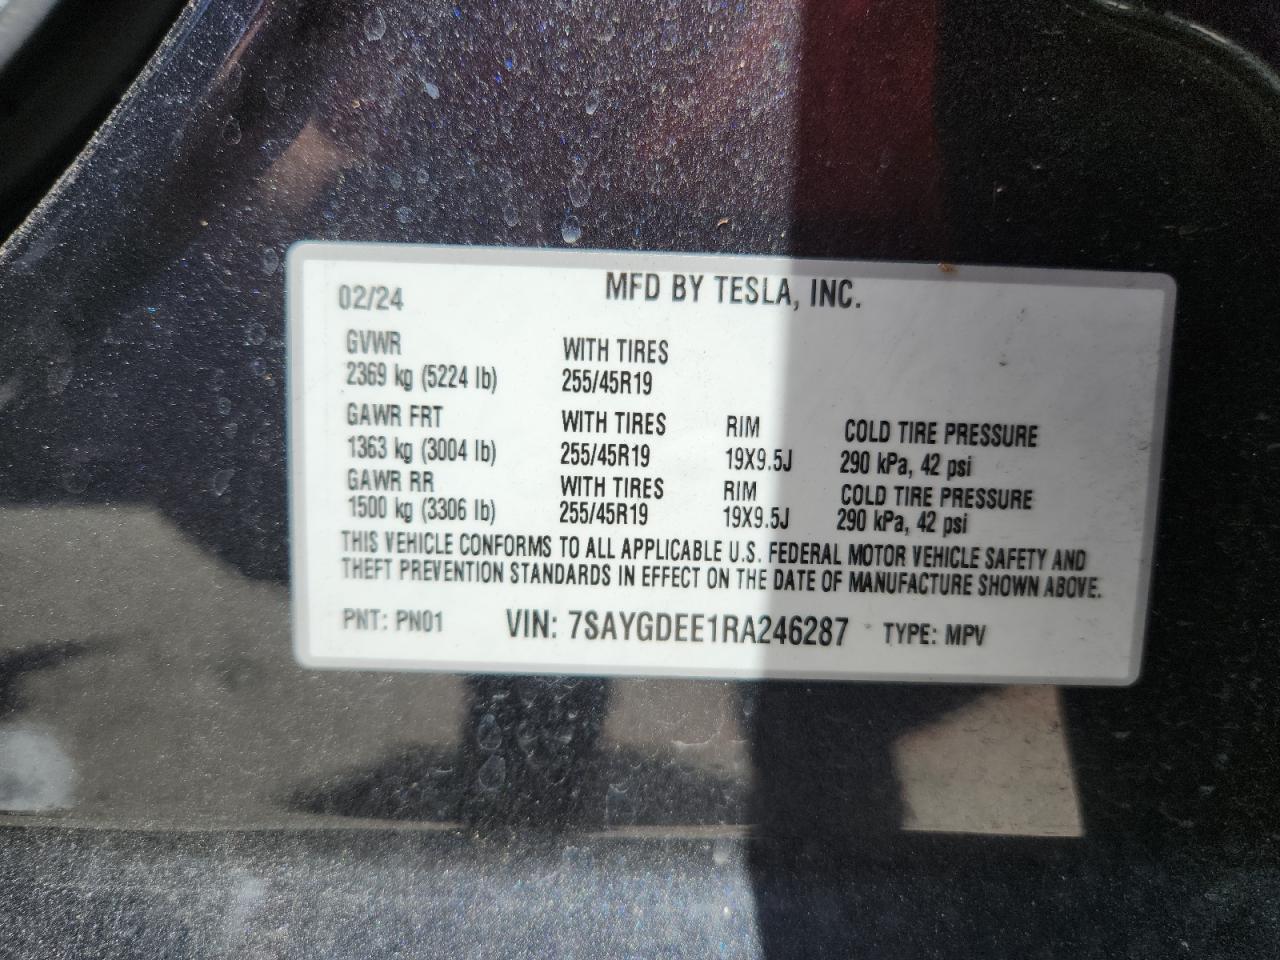 02/24 MFD BY TESLA, INC.
GVWR WITH TIRES
2369 kg (5224 lb) 255/45R19
GAWR FRT WITH TIRES RIM COLD TIRE PRESSURE
1363 kg (3004 lb) 255/45R19 19X9.5J 290 kPa, 42 psi
GAWR RR WITH TIRES RIM COLD TIRE PRESSURE
1500 kg (3306 lb) 255/45R19 19X9.5J 290 kPa, 42 psi
THIS VEHICLE CONFORMS TO ALL APPLICABLE U.S. FEDERAL MOTOR VEHICLE SAFETY AND
THEFT PREVENTION STANDARDS IN EFFECT ON THE DATE OF MANUFACTURE SHOWN ABOVE.
PNT: PN01 VIN: 7SAYGDEE1RA246287 TYPE: MPV